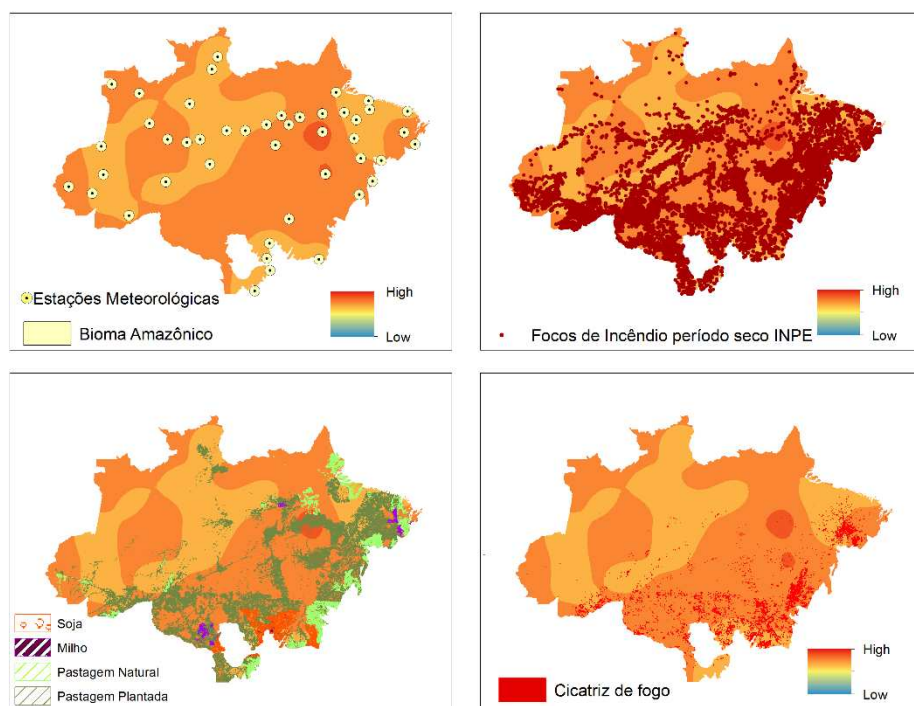 Estações Meteorológicas
Bioma Amazônico
High
Low
Focos de Incêndio período seco INPE
High
Low
Soja
Milho
Pastagem Natural
Pastagem Plantada
Cicatriz de fogo
High
Low